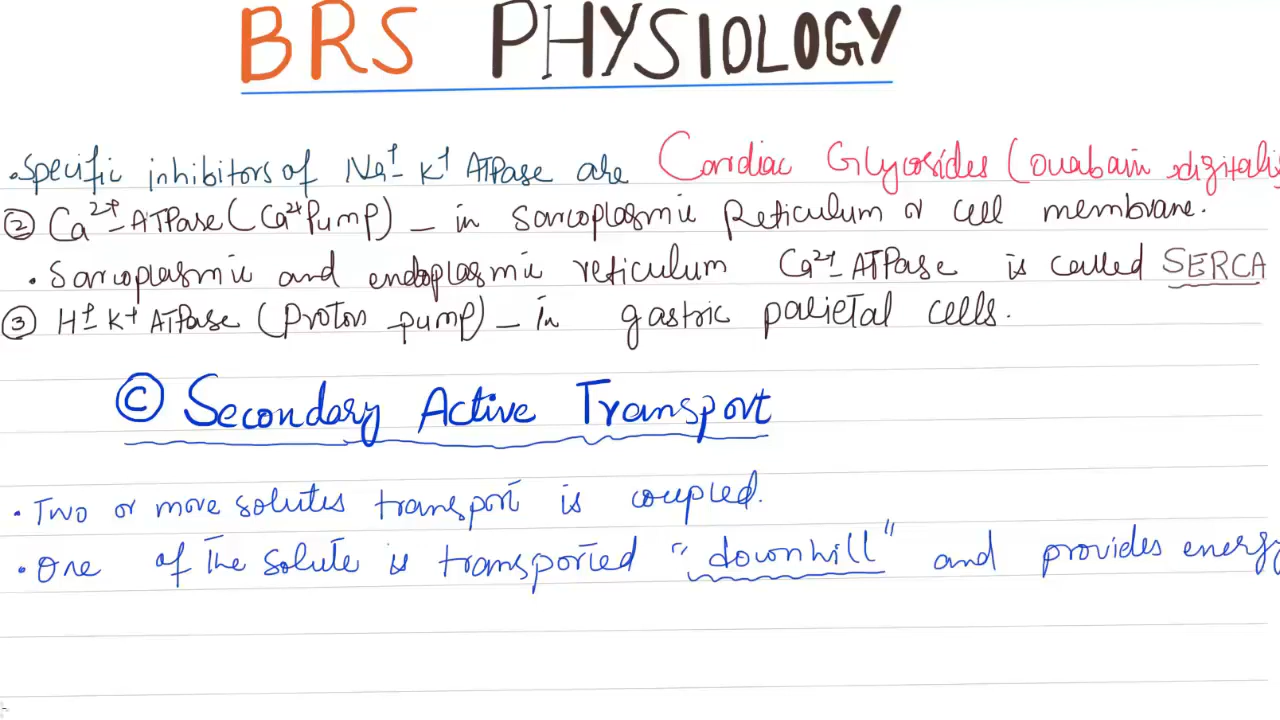 BRS PHYSIOLOGY
• Specific inhibitors of Na⁺- K⁺ ATPase are Cardiac Glycosides (ouabain digitalis
② Ca²⁺- ATPase (Ca²⁺ Pump) - in sarcoplasmic Reticulum or cell membrane.
• Sarcoplasmic and endoplasmic reticulum Ca²⁺ ATPase is called SERCA
③ H⁺- K⁺ ATPase (Proton pump) - In gastric parietal cells.
Ⓒ Secondary Active Transport
• Two or more solutes transport is coupled.
• One of The solute is transported "downhill" and provides energy